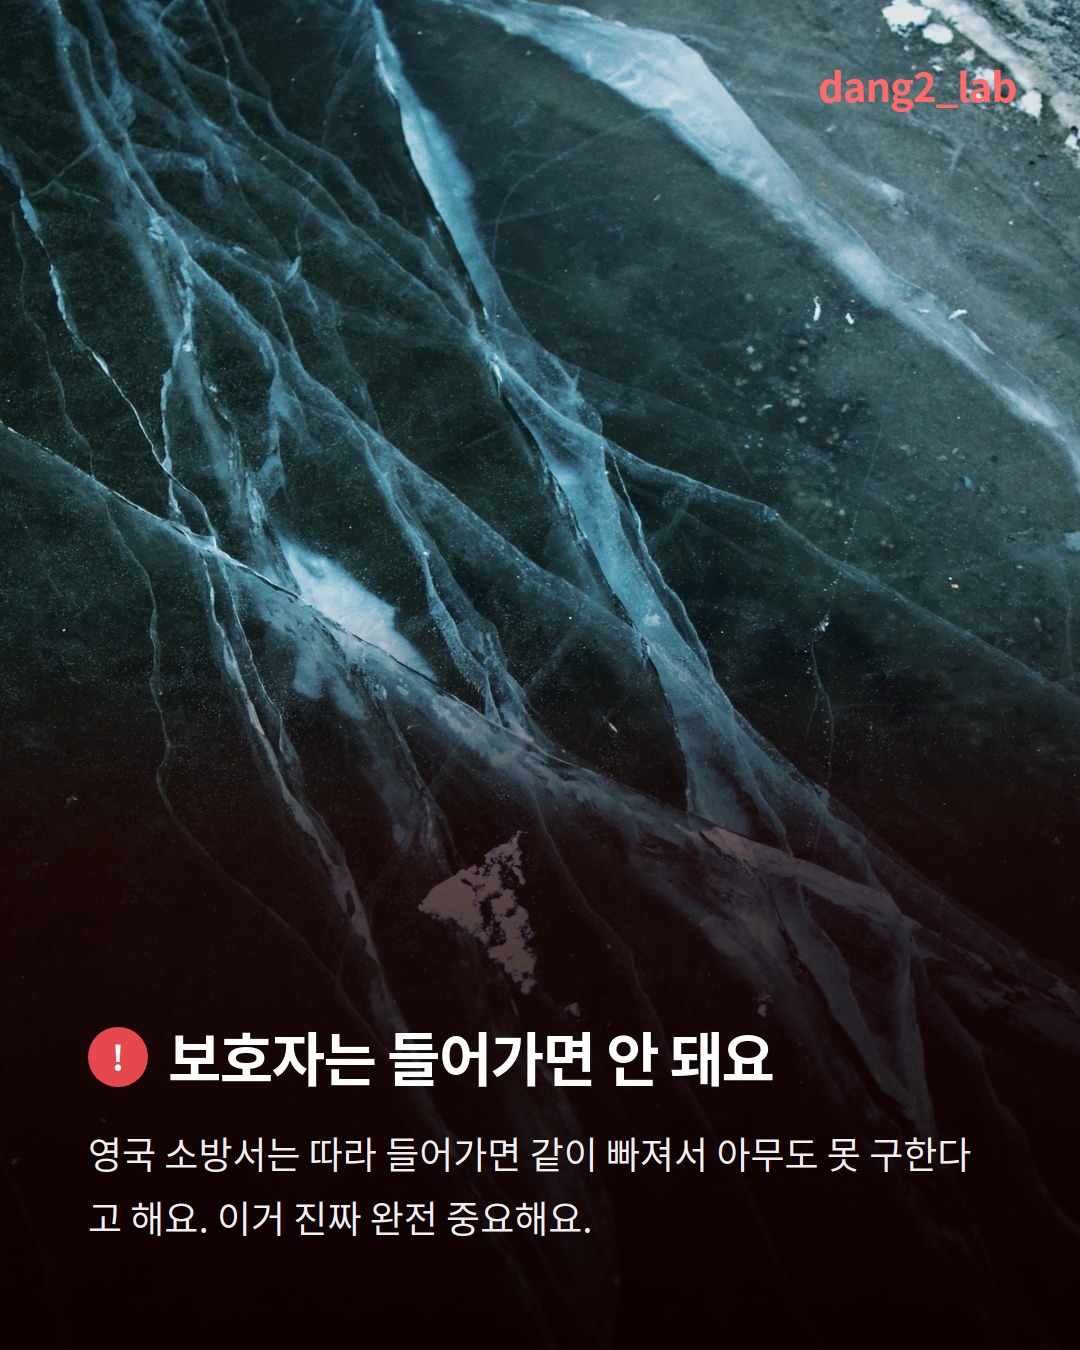 dang2_lab
! 보호자는 들어가면 안 돼요
영국 소방서는 따라 들어가면 같이 빠져서 아무도 못 구한다
고 해요. 이거 진짜 완전 중요해요.